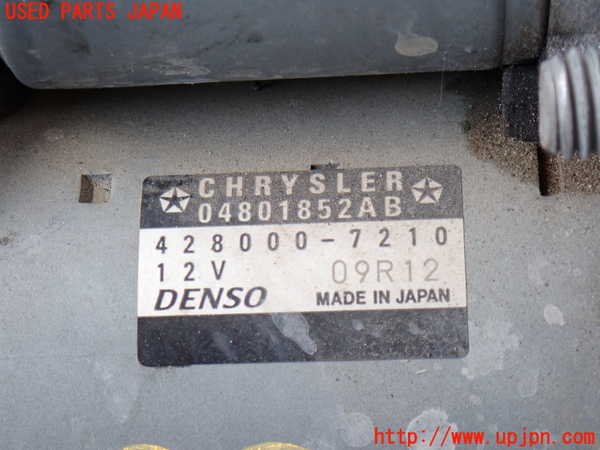 USED PARTS JAPAN
CHRYSLER
04801852AB
428000-7210
12V 09R12
DENSO MADE IN JAPAN
http://www.upjpn.com